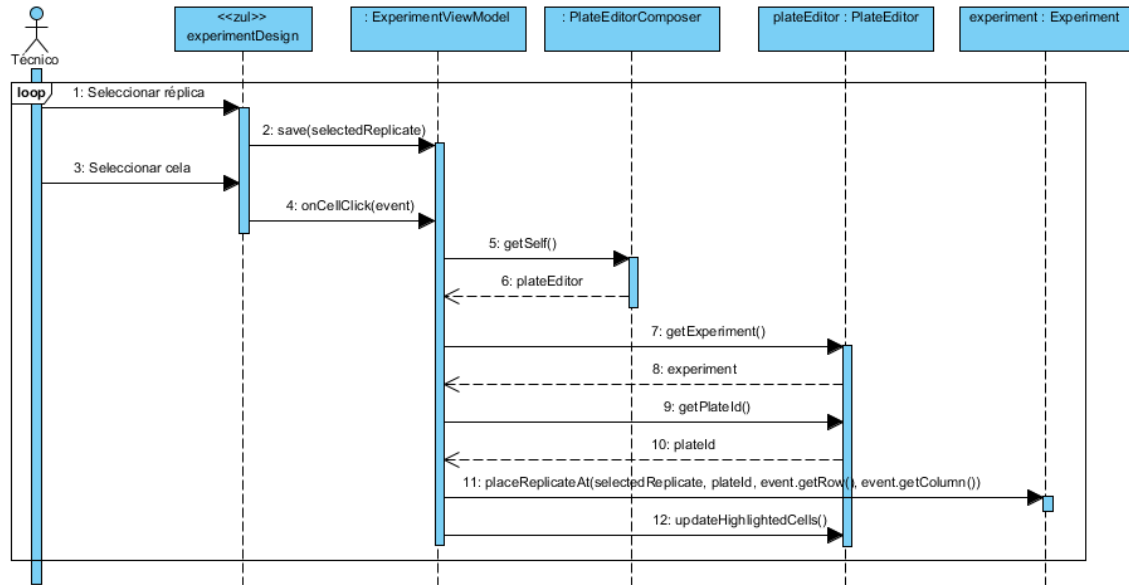 <<zul>>
experimentDesign
: ExperimentViewModel
: PlateEditorComposer
plateEditor : PlateEditor
experiment : Experiment
Técnico
loop
1: Seleccionar réplica
2: save(selectedReplicate)
3: Seleccionar cela
4: onCellClick(event)
5: getSelf()
6: plateEditor
7: getExperiment()
8: experiment
9: getPlateId()
10: plateId
11: placeReplicateAt(selectedReplicate, plateId, event.getRow(), event.getColumn())
12: updateHighlightedCells()